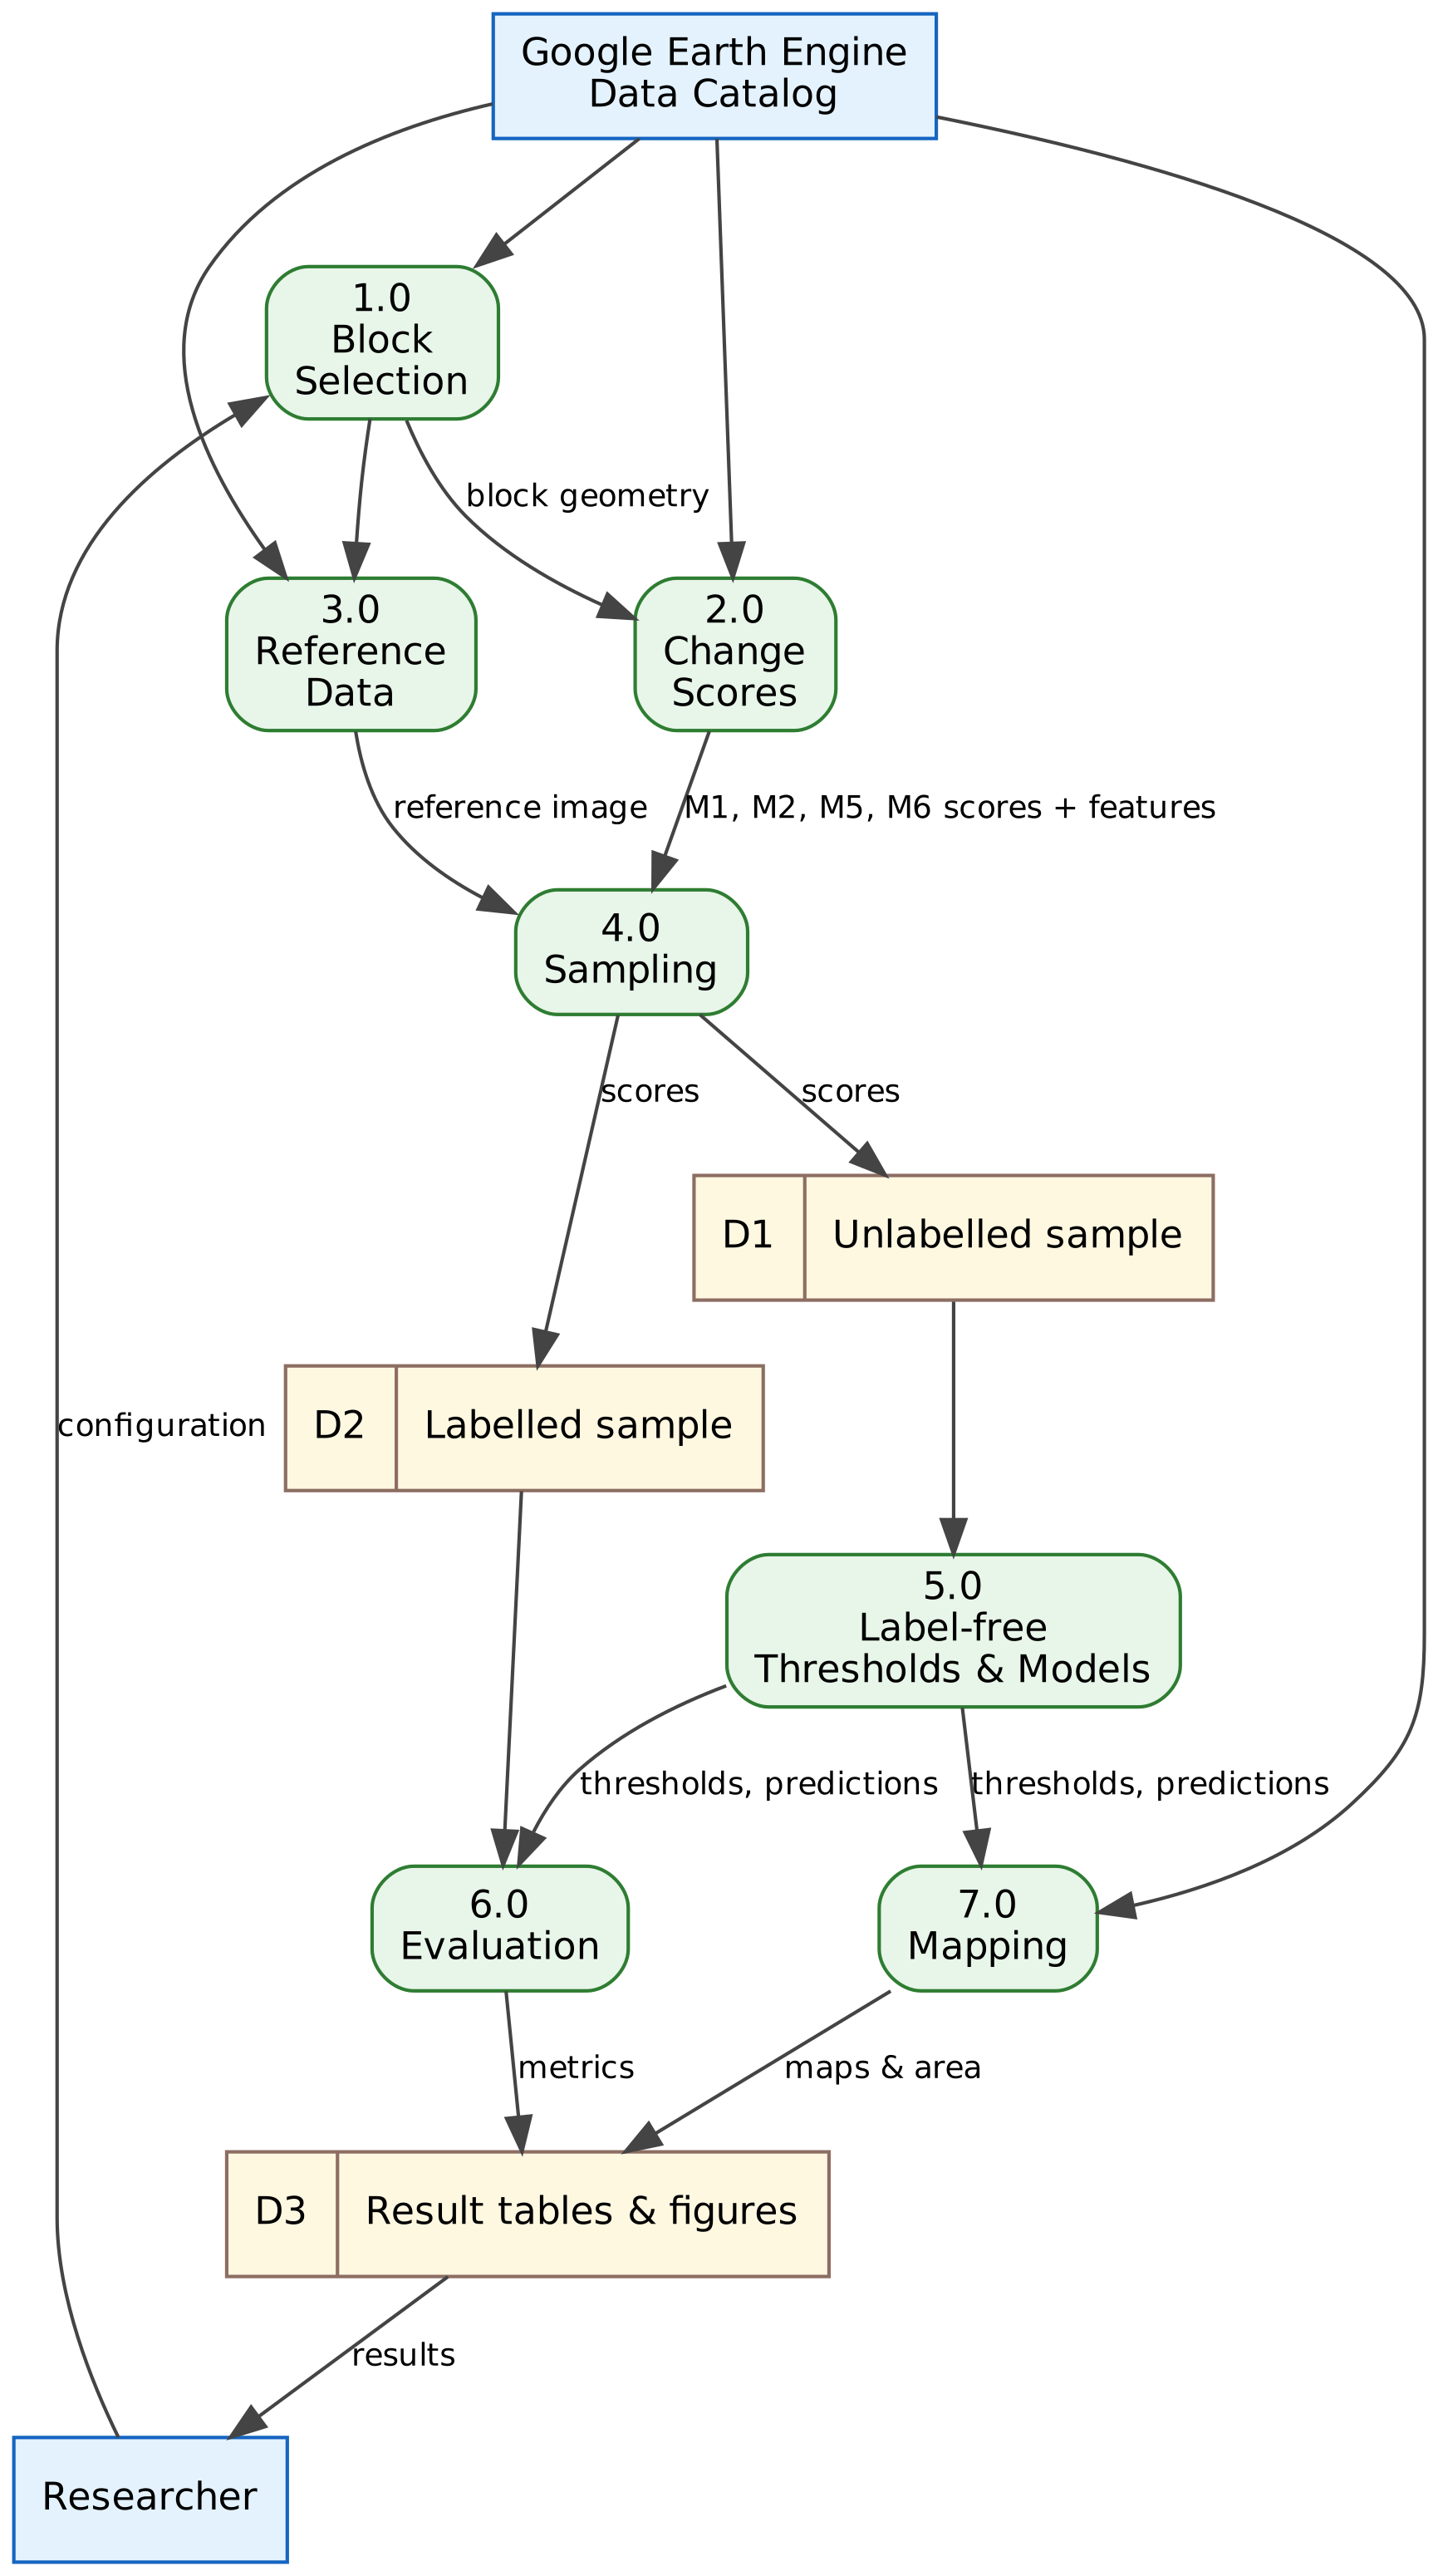 Google Earth Engine
Data Catalog
1.0
Block
Selection
block geometry
3.0
Reference
Data
2.0
Change
Scores
reference image
M1, M2, M5, M6 scores + features
4.0
Sampling
scores
scores
D1
Unlabelled sample
D2
Labelled sample
configuration
5.0
Label-free
Thresholds & Models
thresholds, predictions
thresholds, predictions
6.0
Evaluation
7.0
Mapping
metrics
maps & area
D3
Result tables & figures
results
Researcher